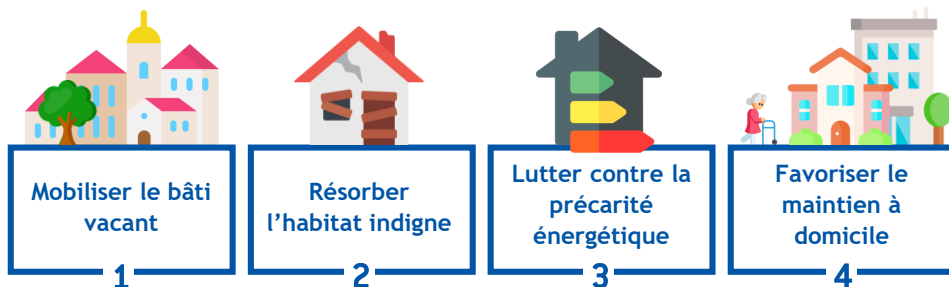 Mobiliser le bâti
vacant
1
Résorber
l'habitat indigne
2
Lutter contre la
précarité
énergétique
3
Favoriser le
maintien à
domicile
4